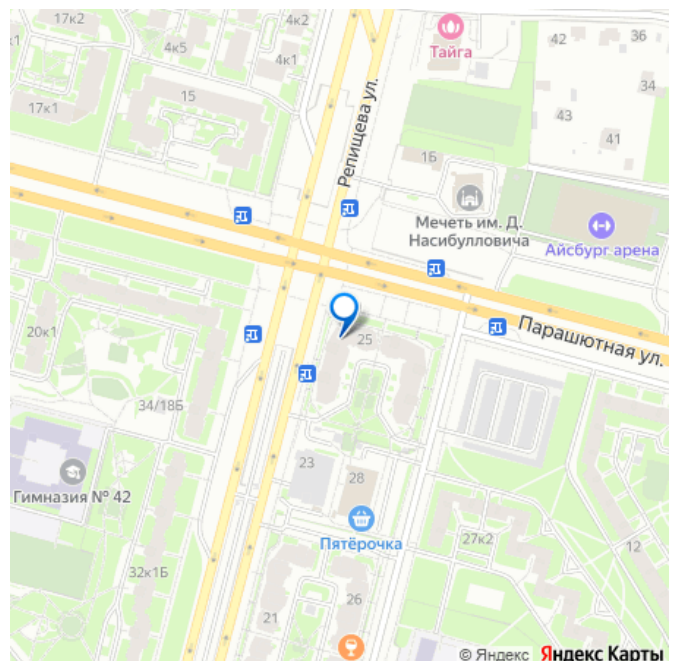 17к2
4к2
4к5
4к1
15
17к1
Репищева ул.
Тайга
42
36
34
43
41
1Б
Мечеть им. Д.
Насибулловича
Айсбург арена
Парашютная ул.
25
20к1
34/18Б
Гимназия № 42
23
28
Пятёрочка
27к2
12
32к1Б
21
26
© Яндекс Яндекс Карты